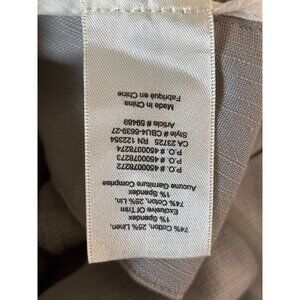 74% Cotton, 25% Linen,
1% Spandex
Exclusive Of Trim
74% Coton, 25% Lin,
1% Spandex
Aucune Garniture Comprise
P.O. # 4500078272
P.O. # 4500078273
P.O. # 4500078274
CA 23725 RN 122354
Style # CBU4-6639-27
Article # 59489
Made in China
Fabriqué en China